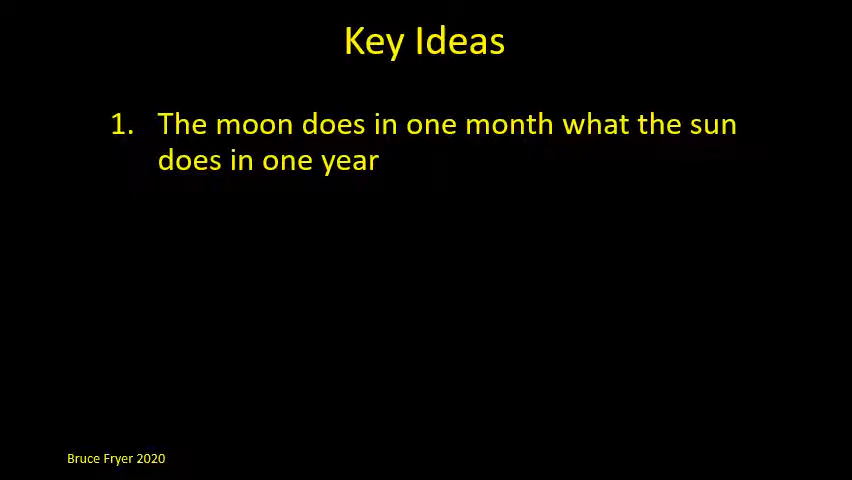 Key Ideas
1. The moon does in one month what the sun
does in one year
Bruce Fryer 2020